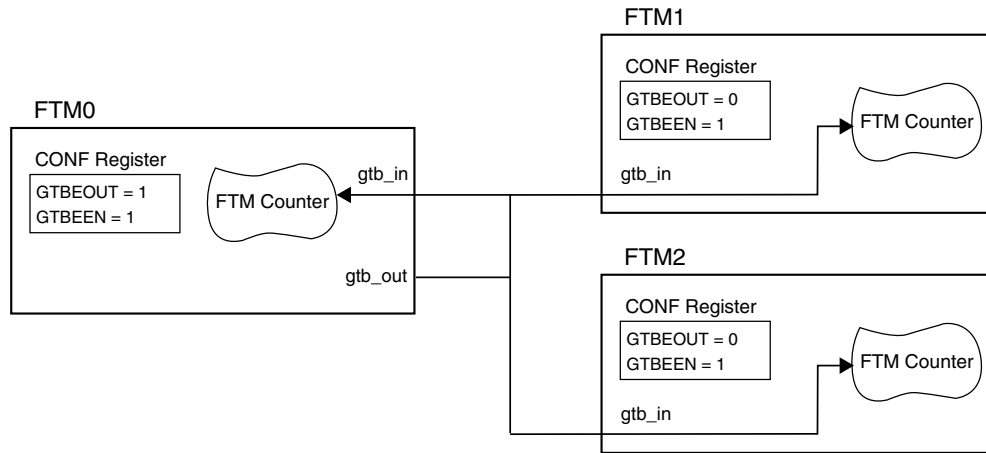 FTM0
CONF Register
GTBEOUT = 1
GTBEEN = 1
FTM Counter
gtb_in
gtb_out
FTM1
CONF Register
GTBEOUT = 0
GTBEEN = 1
FTM Counter
gtb_in
FTM2
CONF Register
GTBEOUT = 0
GTBEEN = 1
FTM Counter
gtb_in